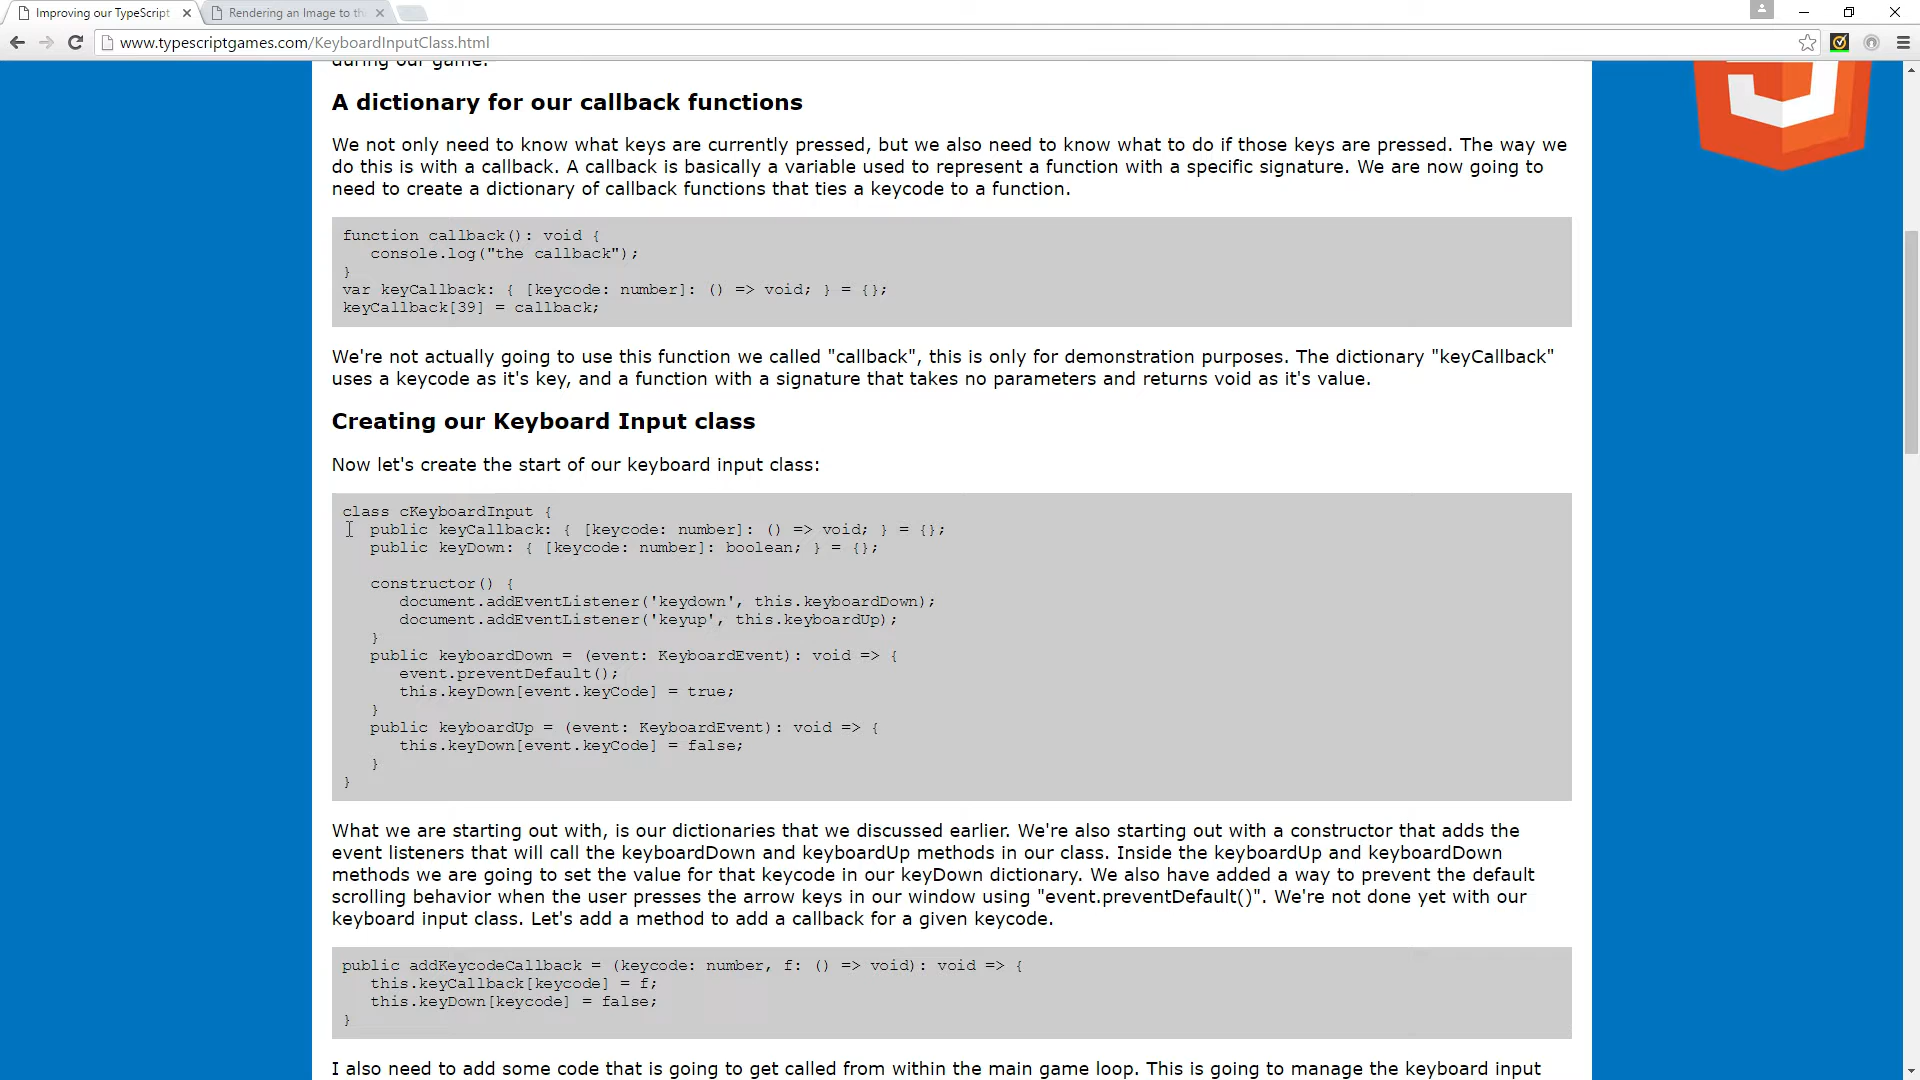 Improving our TypeScript
Rendering an Image to th
www.typescriptgames.com/KeyboardInputClass.html
during our game.
A dictionary for our callback functions
We not only need to know what keys are currently pressed, but we also need to know what to do if those keys are pressed. The way we
do this is with a callback. A callback is basically a variable used to represent a function with a specific signature. We are now going to
need to create a dictionary of callback functions that ties a keycode to a function.
function callback(): void {
   console.log("the callback");
}
var keyCallback: { [keycode: number]: () => void; } = {};
keyCallback[39] = callback;
We're not actually going to use this function we called "callback", this is only for demonstration purposes. The dictionary "keyCallback"
uses a keycode as it's key, and a function with a signature that takes no parameters and returns void as it's value.
Creating our Keyboard Input class
Now let's create the start of our keyboard input class:
class cKeyboardInput {
   public keyCallback: { [keycode: number]: () => void; } = {};
   public keyDown: { [keycode: number]: boolean; } = {};
   constructor() {
      document.addEventListener('keydown', this.keyboardDown);
      document.addEventListener('keyup', this.keyboardUp);
   }
   public keyboardDown = (event: KeyboardEvent): void => {
      event.preventDefault();
      this.keyDown[event.keyCode] = true;
   }
   public keyboardUp = (event: KeyboardEvent): void => {
      this.keyDown[event.keyCode] = false;
   }
}
What we are starting out with, is our dictionaries that we discussed earlier. We're also starting out with a constructor that adds the
event listeners that will call the keyboardDown and keyboardUp methods in our class. Inside the keyboardUp and keyboardDown
methods we are going to set the value for that keycode in our keyDown dictionary. We also have added a way to prevent the default
scrolling behavior when the user presses the arrow keys in our window using "event.preventDefault()". We're not done yet with our
keyboard input class. Let's add a method to add a callback for a given keycode.
public addKeycodeCallback = (keycode: number, f: () => void): void => {
   this.keyCallback[keycode] = f;
   this.keyDown[keycode] = false;
}
I also need to add some code that is going to get called from within the main game loop. This is going to manage the keyboard input